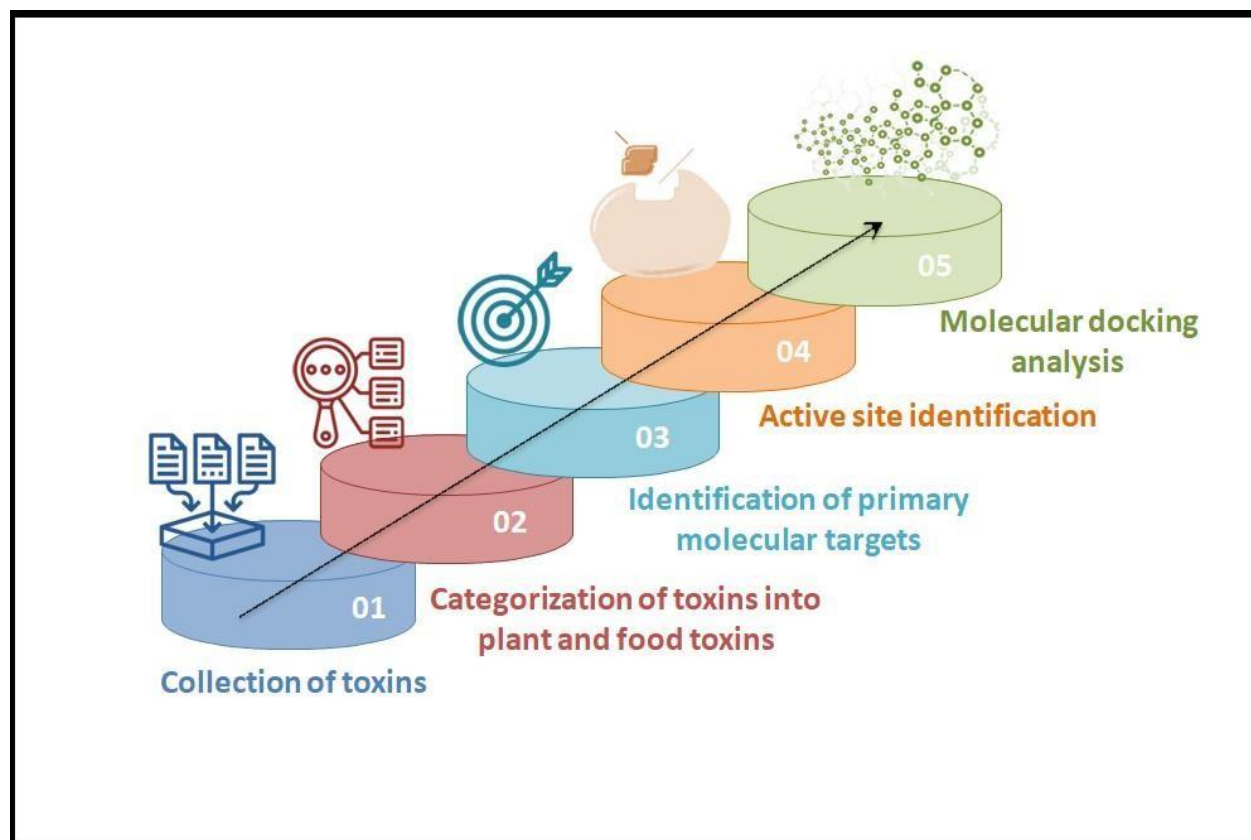 01
Collection of toxins
02
Categorization of toxins into
plant and food toxins
03
Identification of primary
molecular targets
04
Active site identification
05
Molecular docking
analysis